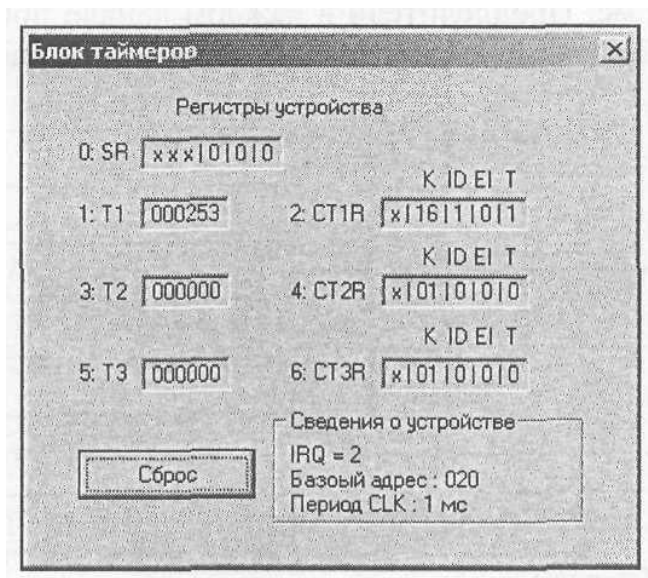 Блок таймеров
Регистры устройства
0: SR xxx|0|0|0
K ID EI T
1: T1 000253 2: CT1R x|16|1|0|1
K ID EI T
3: T2 000000 4: CT2R x|01|0|0|0
K ID EI T
5: T3 000000 6: CT3R x|01|0|0|0
Сведения о устройстве
IRQ = 2
Базоый адрес : 020
Период CLK : 1 мс
Сброс